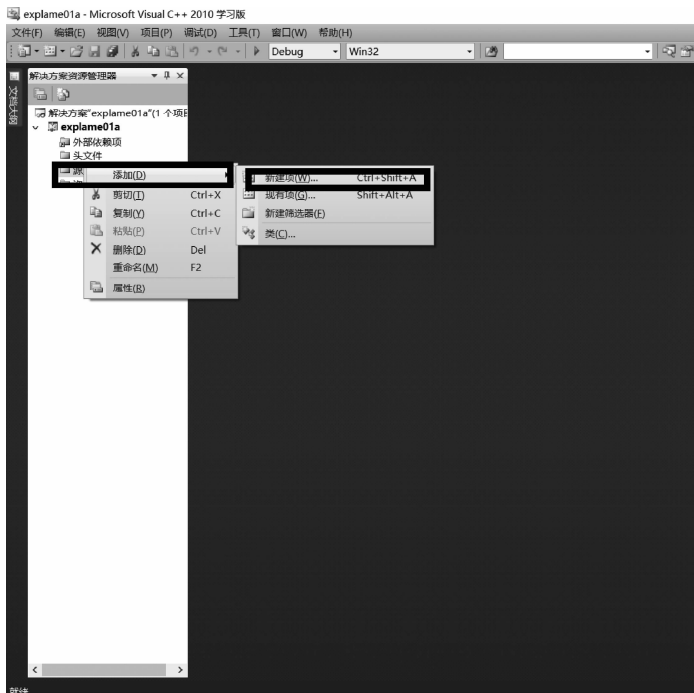 explame01a - Microsoft Visual C++ 2010 学习版
文件(F) 编辑(E) 视图(V) 项目(P) 调试(D) 工具(T) 窗口(W) 帮助(H)
Debug Win32
解决方案资源管理器
文档大纲
解决方案"explame01a"(1 个项
explame01a
外部依赖项
头文件
源
添加(D)
新建项(W)... Ctrl+Shift+A
剪切(T) Ctrl+X
现有项(G)... Shift+Alt+A
复制(Y) Ctrl+C
新建筛选器(F)
粘贴(P) Ctrl+V
类(C)...
删除(D) Del
重命名(M) F2
属性(R)
就绪